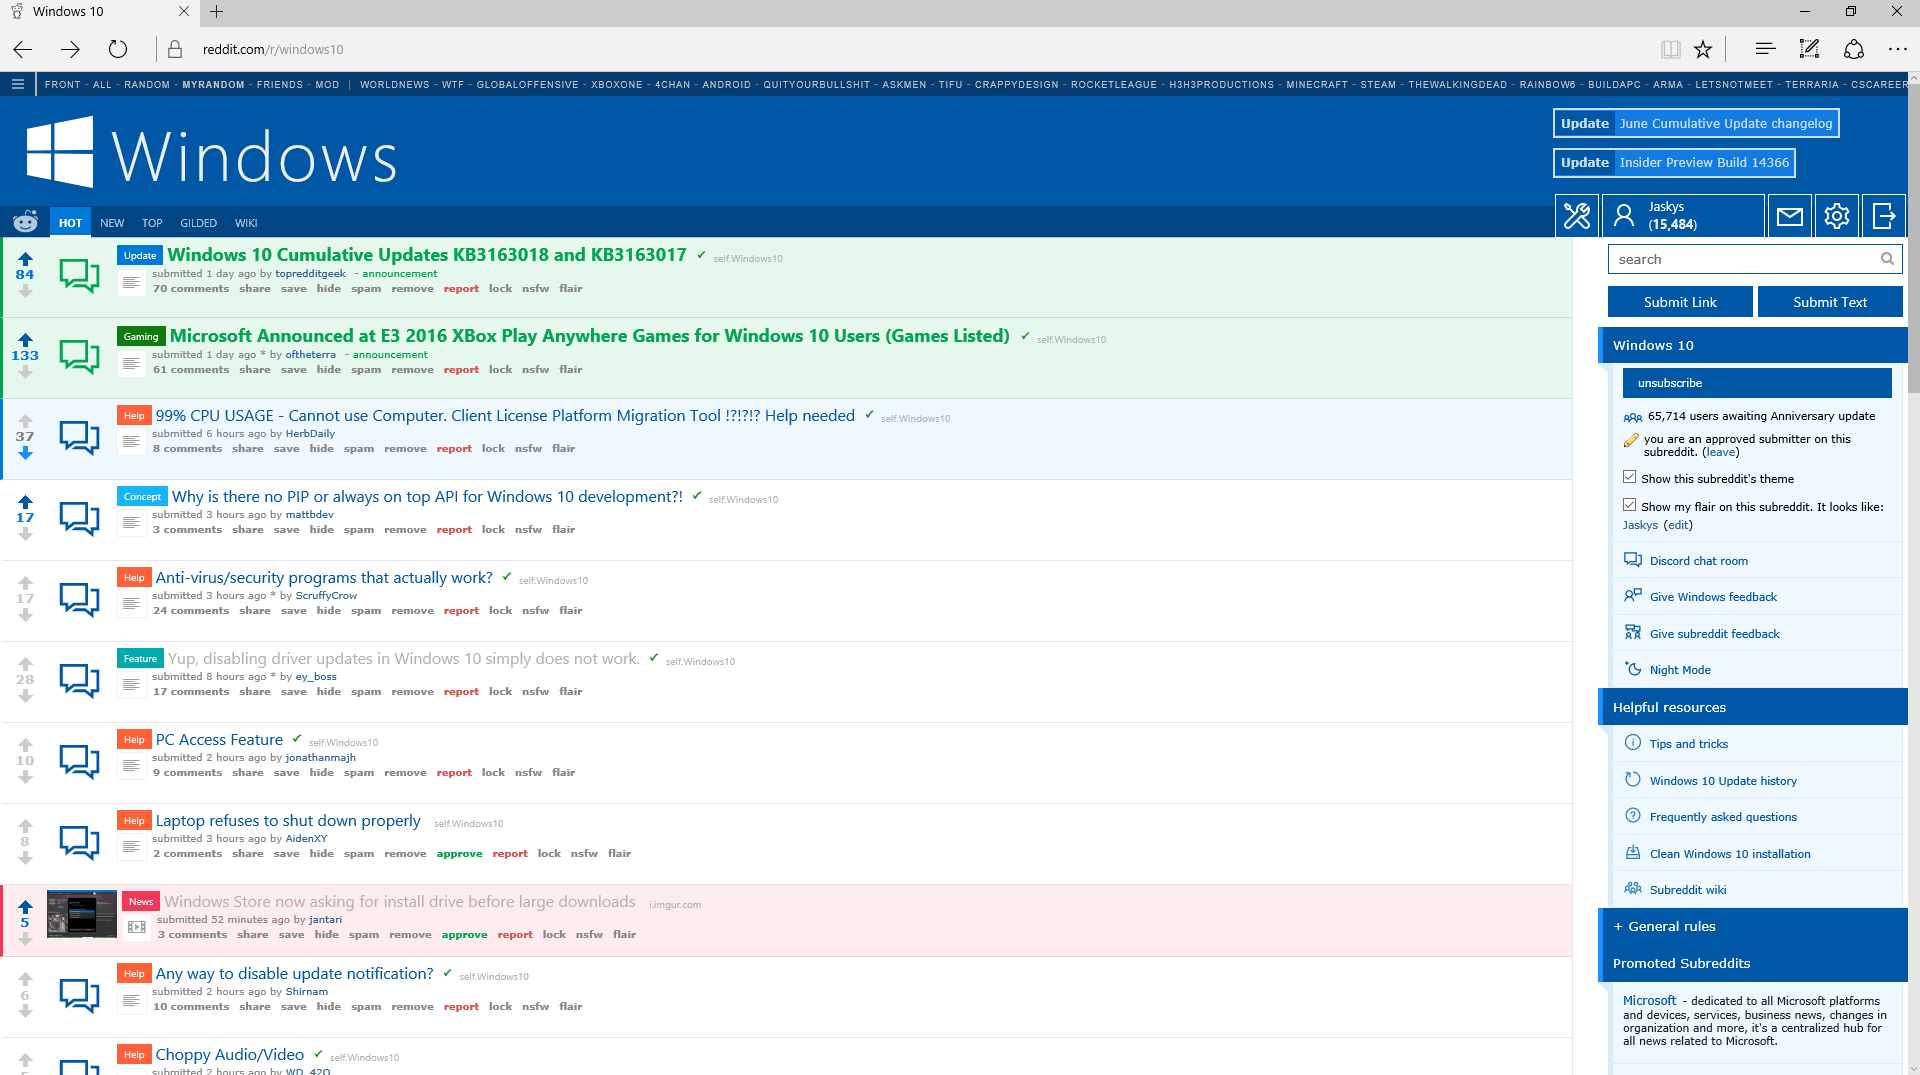 Windows 10
reddit.com/r/windows10
FRONT - ALL - RANDOM - MYRANDOM - FRIENDS - MOD | WORLDNEWS - WTF - GLOBALOFFENSIVE - XBOXONE - 4CHAN - ANDROID - QUITYOURBULLSHIT - ASKMEN - TIFU - CRAPPYDESIGN - ROCKETLEAGUE - H3H3PRODUCTIONS - MINECRAFT - STEAM - THEWALKINGDEAD - RAINBOW6 - BUILDAPC - ARMA - LETSNOTMEET - TERRARIA - CSCAREER
Windows
Update June Cumulative Update changelog
Update Insider Preview Build 14366
HOT NEW TOP GILDED WIKI
Jaskys
(15,484)
Update Windows 10 Cumulative Updates KB3163018 and KB3163017 ✔ self.Windows10
84
submitted 1 day ago by topredditgeek - announcement
70 comments share save hide spam remove report lock nsfw flair
Gaming Microsoft Announced at E3 2016 XBox Play Anywhere Games for Windows 10 Users (Games Listed) ✔ self.Windows10
133
submitted 1 day ago * by oftheterra - announcement
61 comments share save hide spam remove report lock nsfw flair
Help 99% CPU USAGE - Cannot use Computer. Client License Platform Migration Tool !?!?!? Help needed ✔ self.Windows10
37
submitted 6 hours ago by HerbDaily
8 comments share save hide spam remove report lock nsfw flair
Concept Why is there no PIP or always on top API for Windows 10 development?! ✔ self.Windows10
17
submitted 3 hours ago by mattbdev
3 comments share save hide spam remove report lock nsfw flair
Help Anti-virus/security programs that actually work? ✔ self.Windows10
17
submitted 3 hours ago * by ScruffyCrow
24 comments share save hide spam remove report lock nsfw flair
Feature Yup, disabling driver updates in Windows 10 simply does not work. ✔ self.Windows10
28
submitted 8 hours ago * by ey_boss
17 comments share save hide spam remove report lock nsfw flair
Help PC Access Feature ✔ self.Windows10
10
submitted 2 hours ago by jonathanmajh
9 comments share save hide spam remove report lock nsfw flair
Help Laptop refuses to shut down properly self.Windows10
8
submitted 3 hours ago by AidenXY
2 comments share save hide spam remove approve report lock nsfw flair
News Windows Store now asking for install drive before large downloads i.imgur.com
5
submitted 52 minutes ago by jantari
3 comments share save hide spam remove approve report lock nsfw flair
Help Any way to disable update notification? ✔ self.Windows10
6
submitted 2 hours ago by Shirnam
10 comments share save hide spam remove report lock nsfw flair
Help Choppy Audio/Video ✔ self.Windows10
submitted 2 hours ago by WD_42O
search
Submit Link Submit Text
Windows 10
unsubscribe
65,714 users awaiting Anniversary update
you are an approved submitter on this
subreddit. (leave)
Show this subreddit's theme
Show my flair on this subreddit. It looks like:
Jaskys (edit)
Discord chat room
Give Windows feedback
Give subreddit feedback
Night Mode
Helpful resources
Tips and tricks
Windows 10 Update history
Frequently asked questions
Clean Windows 10 installation
Subreddit wiki
+ General rules
Promoted Subreddits
Microsoft - dedicated to all Microsoft platforms
and devices, services, business news, changes in
organization and more, it's a centralized hub for
all news related to Microsoft.